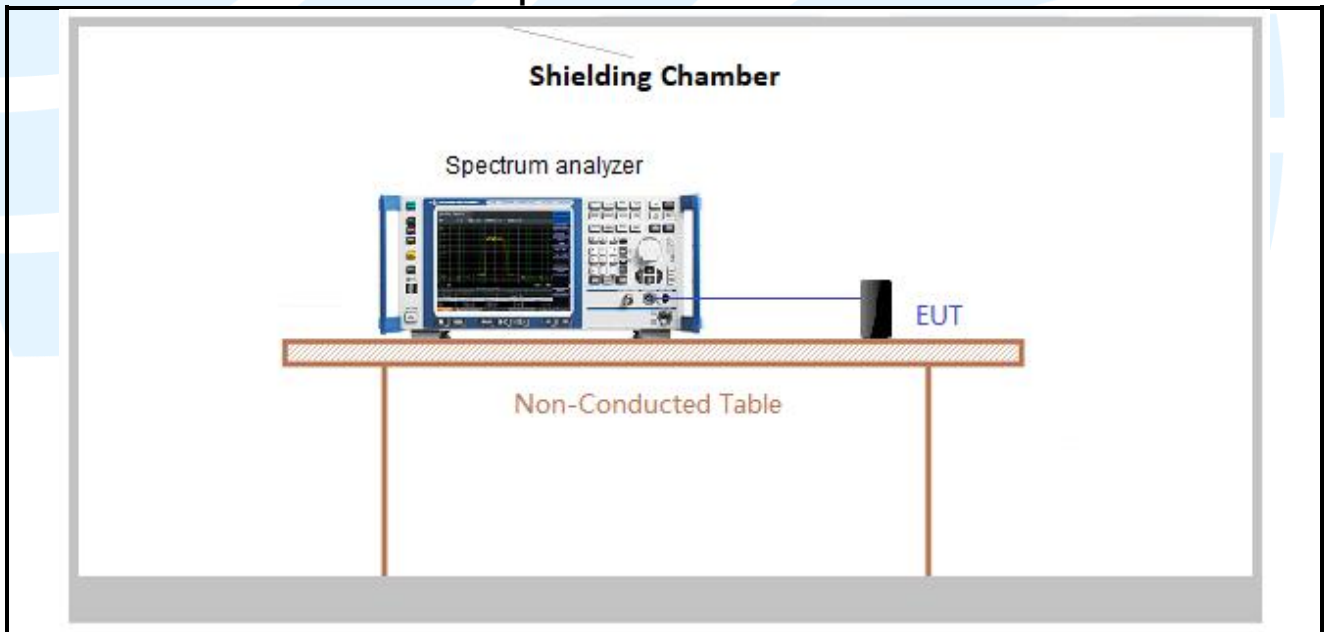 Shielding Chamber
Spectrum analyzer
EUT
Non-Conducted Table